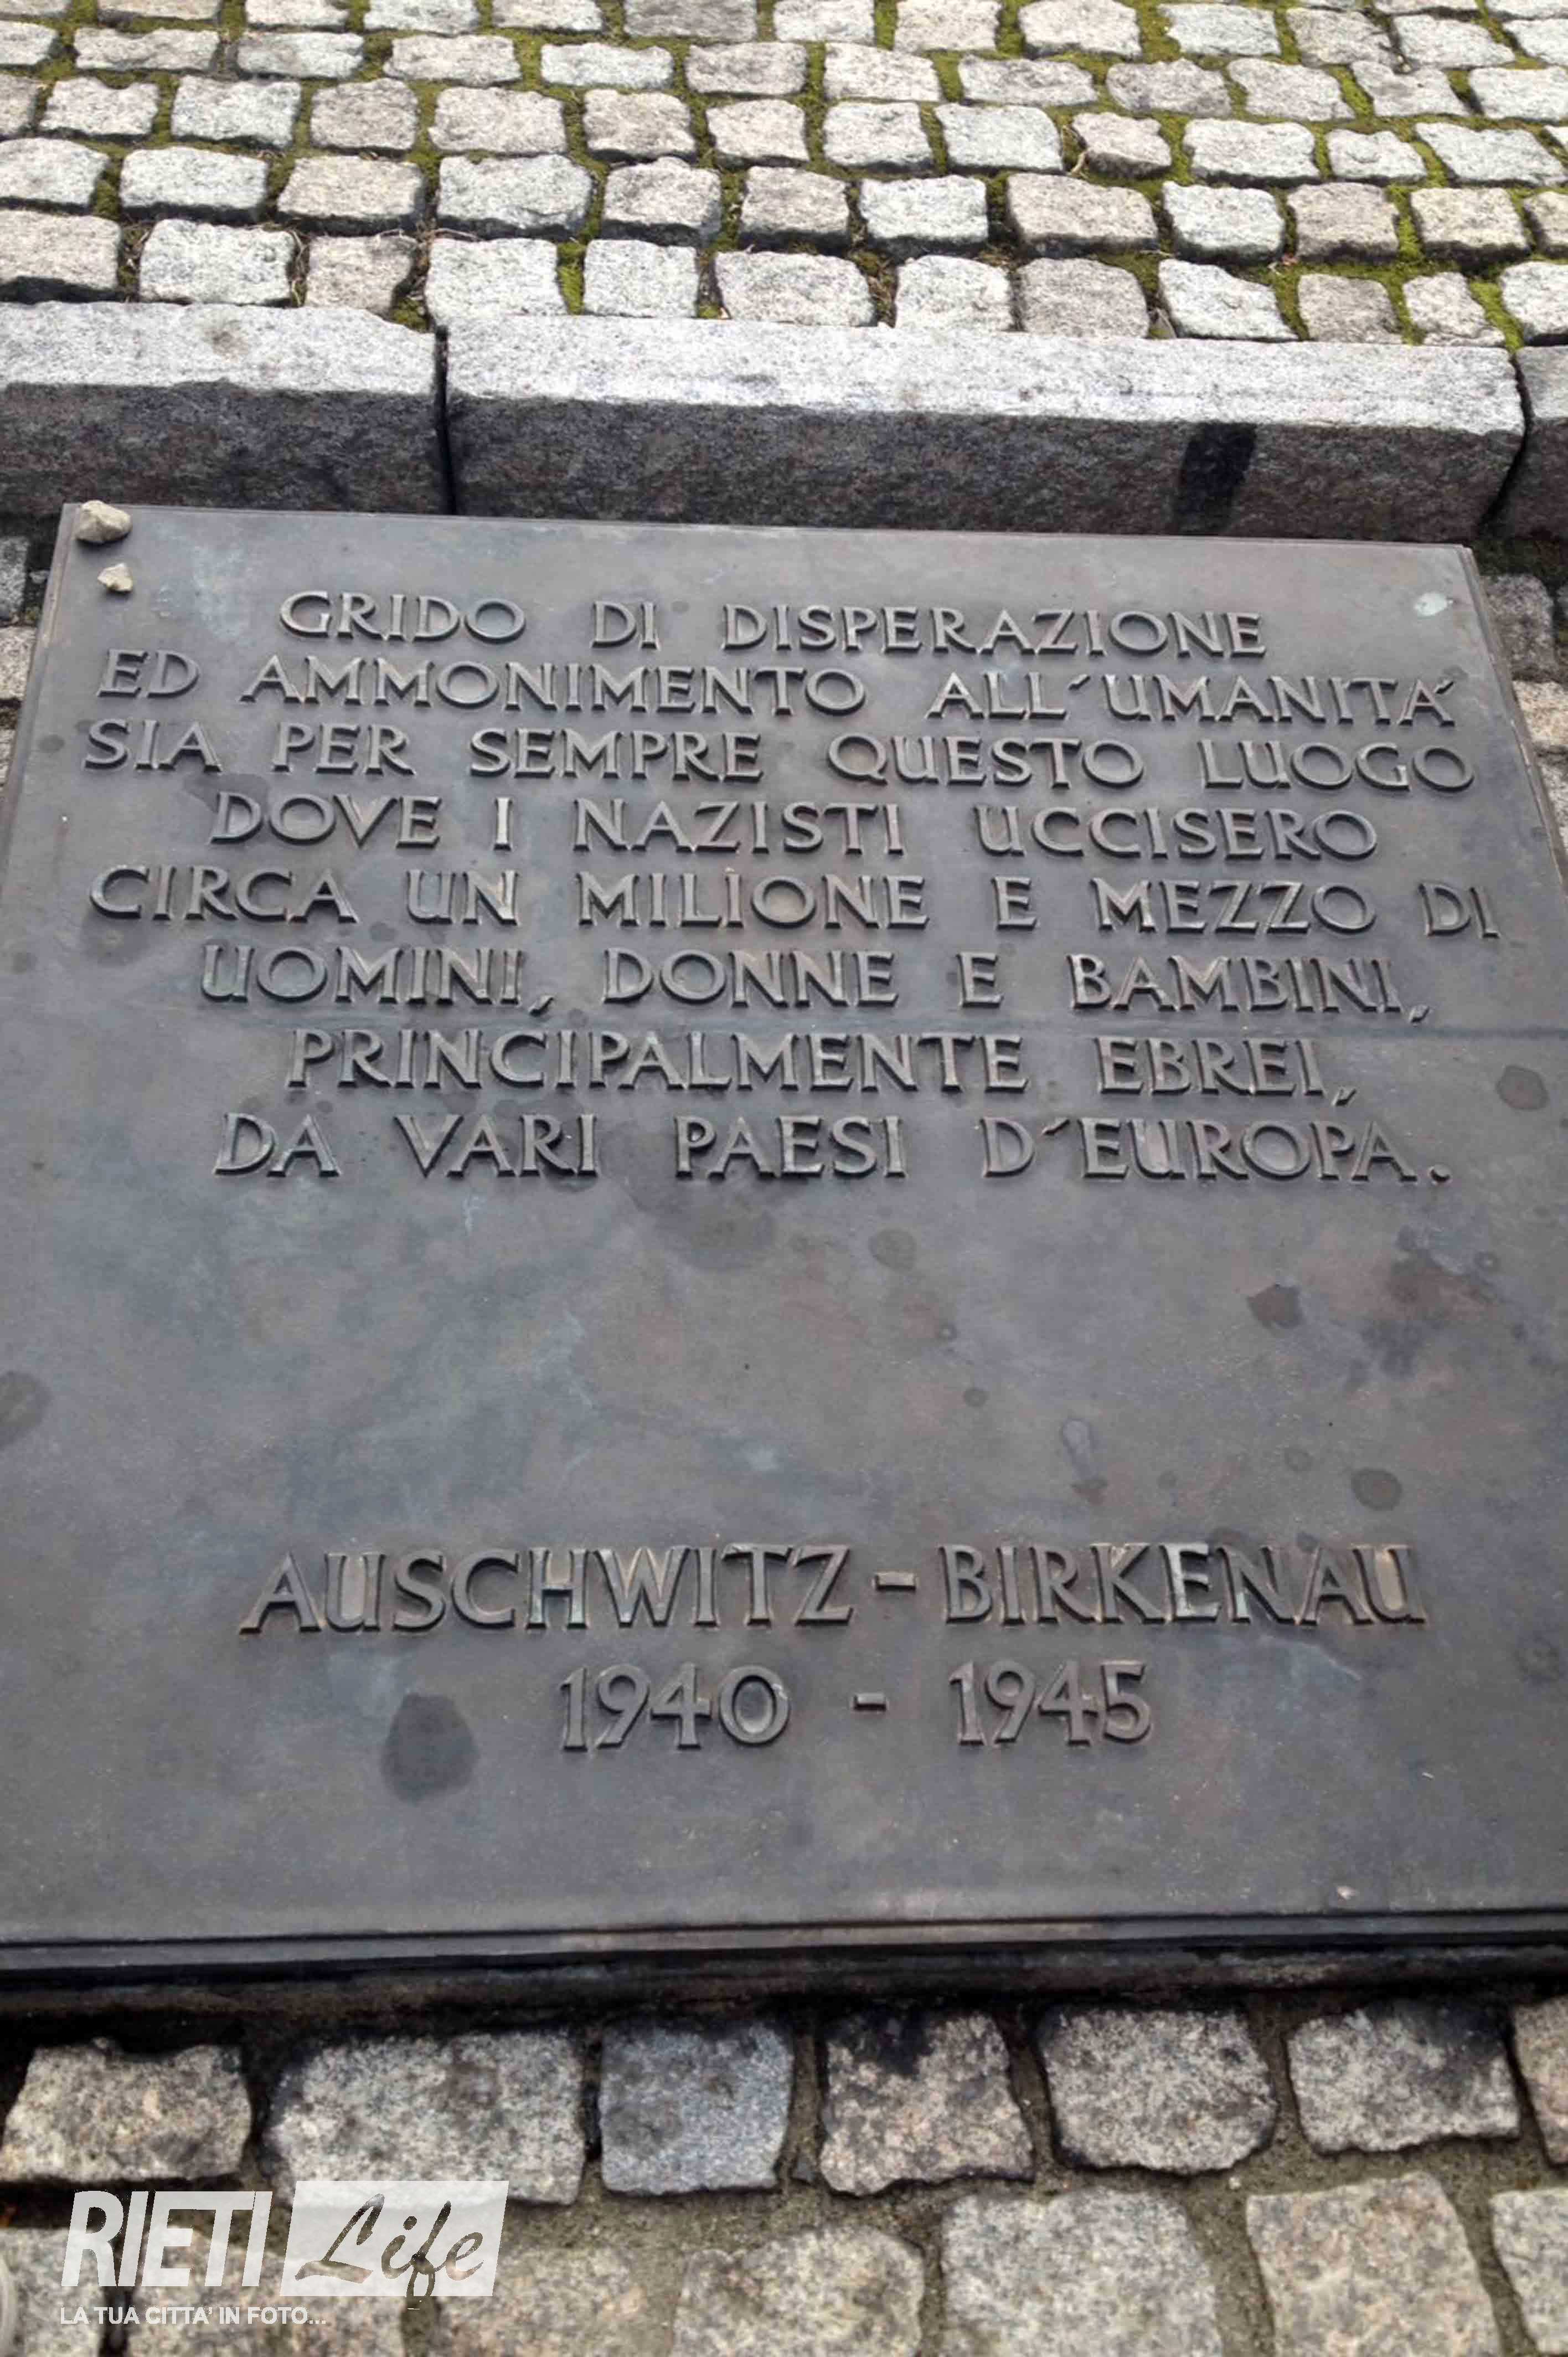 GRIDO DI DISPERAZIONE
ED AMMONIMENTO ALL´UMANITÁ
SIA PER SEMPRE QUESTO LUOGO
DOVE I NAZISTI UCCISERO
CIRCA UN MILIONE E MEZZO DI
UOMINI, DONNE E BAMBINI,
PRINCIPALMENTE EBREI,
DA VARI PAESI D´EUROPA.
AUSCHWITZ-BIRKENAU
1940 - 1945
RIETI Life
LA TUA CITTA' IN FOTO...